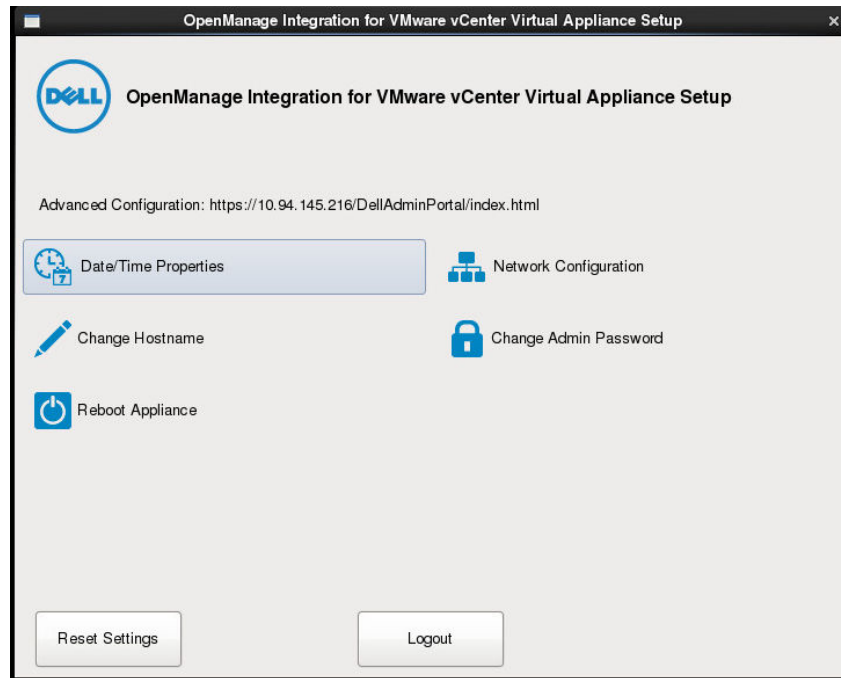 OpenManage Integration for VMware vCenter Virtual Appliance Setup
DELL
OpenManage Integration for VMware vCenter Virtual Appliance Setup
Advanced Configuration: https://10.94.145.216/DellAdminPortal/index.html
Date/Time Properties
7
Network Configuration
Change Hostname
Change Admin Password
Reboot Appliance
Reset Settings
Logout